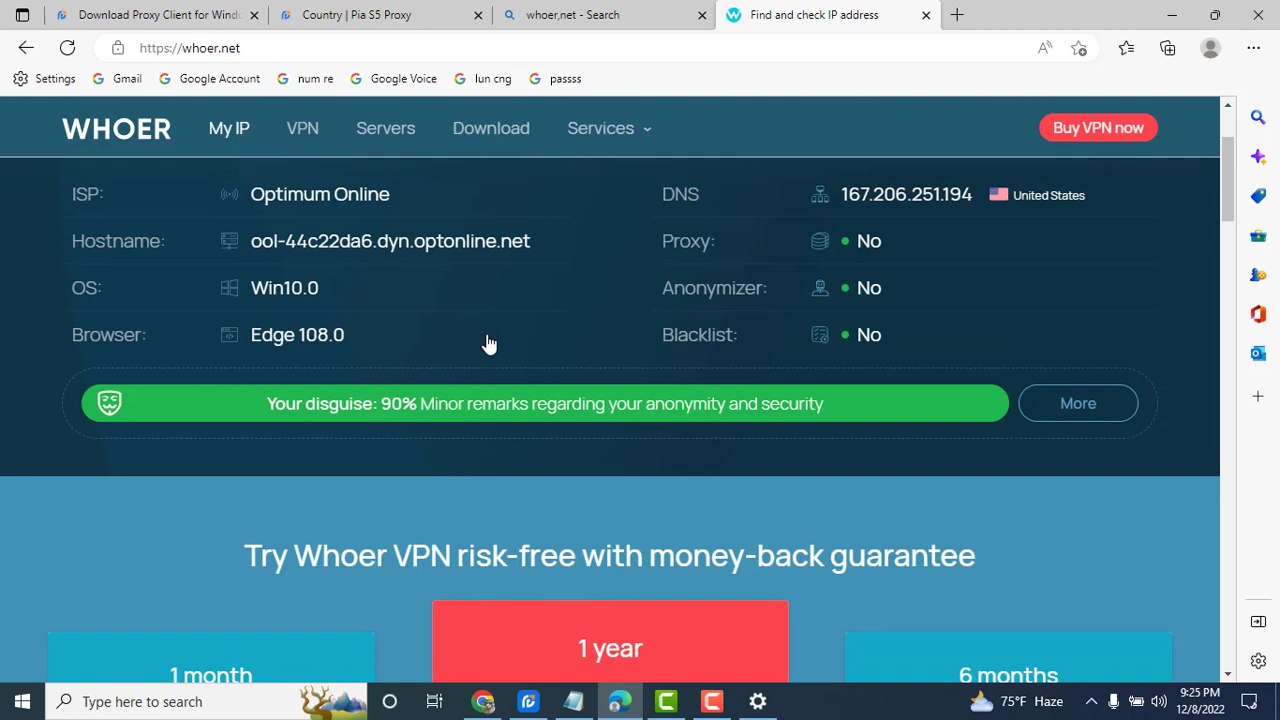 Proxy Download Client for Wind
Country | Pia S5 Proxy
whoer,net - Search
Find and check IP address
https://whoer.net
Settings
Gmail
Google Account
num re
Google Voice
lun cng
passss
WHOER
My IP
VPN
Servers
Download
Services
Buy VPN now
ISP: Optimum Online
DNS 167.206.251.194 United States
Hostname: ool-44c22da6.dyn.optonline.net
Proxy: No
OS: Win10.0
Anonymizer: No
Browser: Edge 108.0
Blacklist: No
Your disguise: 90% Minor remarks regarding your anonymity and security
More
Try Whoer VPN risk-free with money-back guarantee
1 month
1 year
6 months
Type here to search
75°F Haze
9:25 PM
12/8/2022